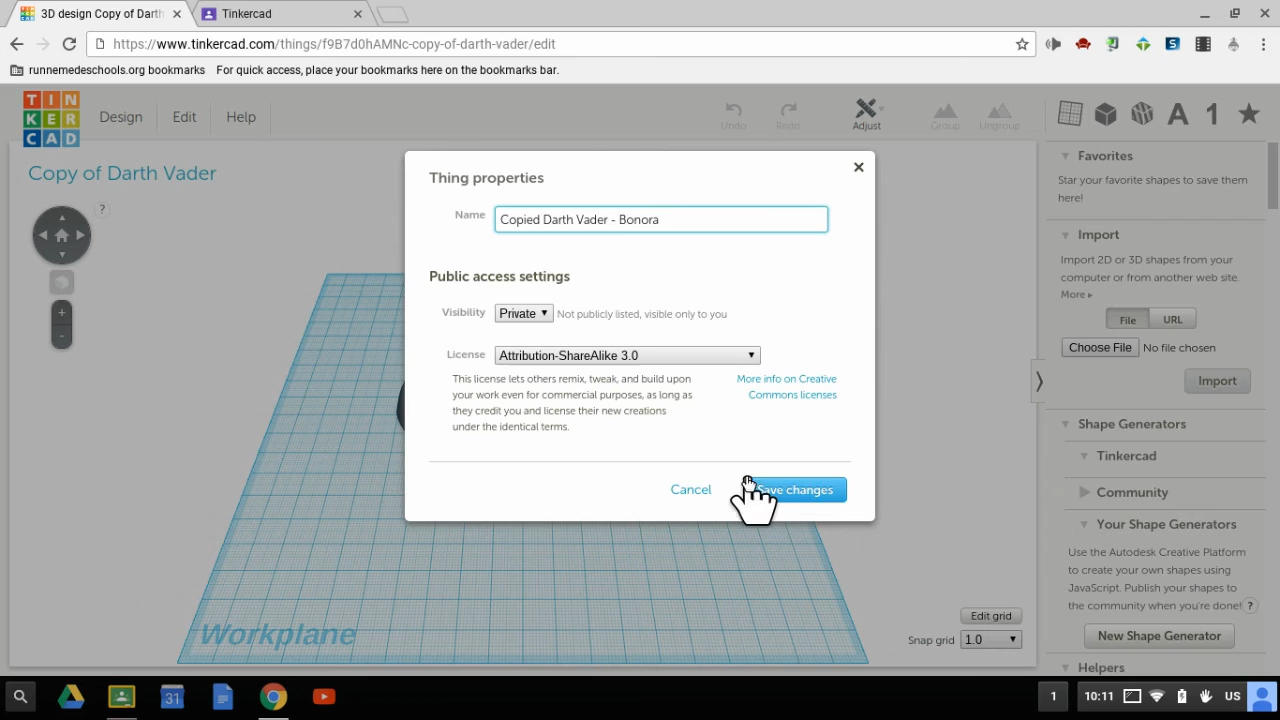 3D design Copy of Darth
Tinkercad
https://www.tinkercad.com/things/f9B7d0hAMNc-copy-of-darth-vader/edit
runnemedeschools.org bookmarks For quick access, place your bookmarks here on the bookmarks bar.
TINKERCAD
Design Edit Help
Undo Redo Adjust Group Ungroup
Copy of Darth Vader
?
+
-
Thing properties
Name Copied Darth Vader - Bonora
Public access settings
Visibility Private Not publicly listed, visible only to you
License Attribution-ShareAlike 3.0
This license lets others remix, tweak, and build upon
your work even for commercial purposes, as long as
they credit you and license their new creations
under the identical terms.
More info on Creative
Commons licenses
Cancel Save changes
Workplane
Edit grid
Snap grid 1.0
Favorites
Star your favorite shapes to save them
here!
Import
Import 2D or 3D shapes from your
computer or from another web site.
More
File URL
Choose File No file chosen
Import
Shape Generators
Tinkercad
Community
Your Shape Generators
Use the Autodesk Creative Platform
to create your own shapes using
JavaScript. Publish your shapes to
the community when you're done! ?
New Shape Generator
Helpers
31
1 10:11 US